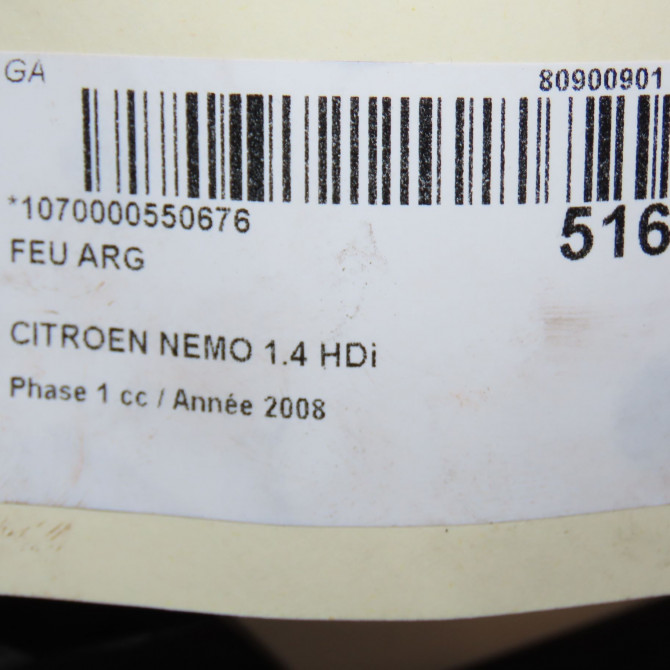 GA 80900901
*1070000550676 516
FEU ARG
CITROEN NEMO 1.4 HDi
Phase 1 cc / Année 2008